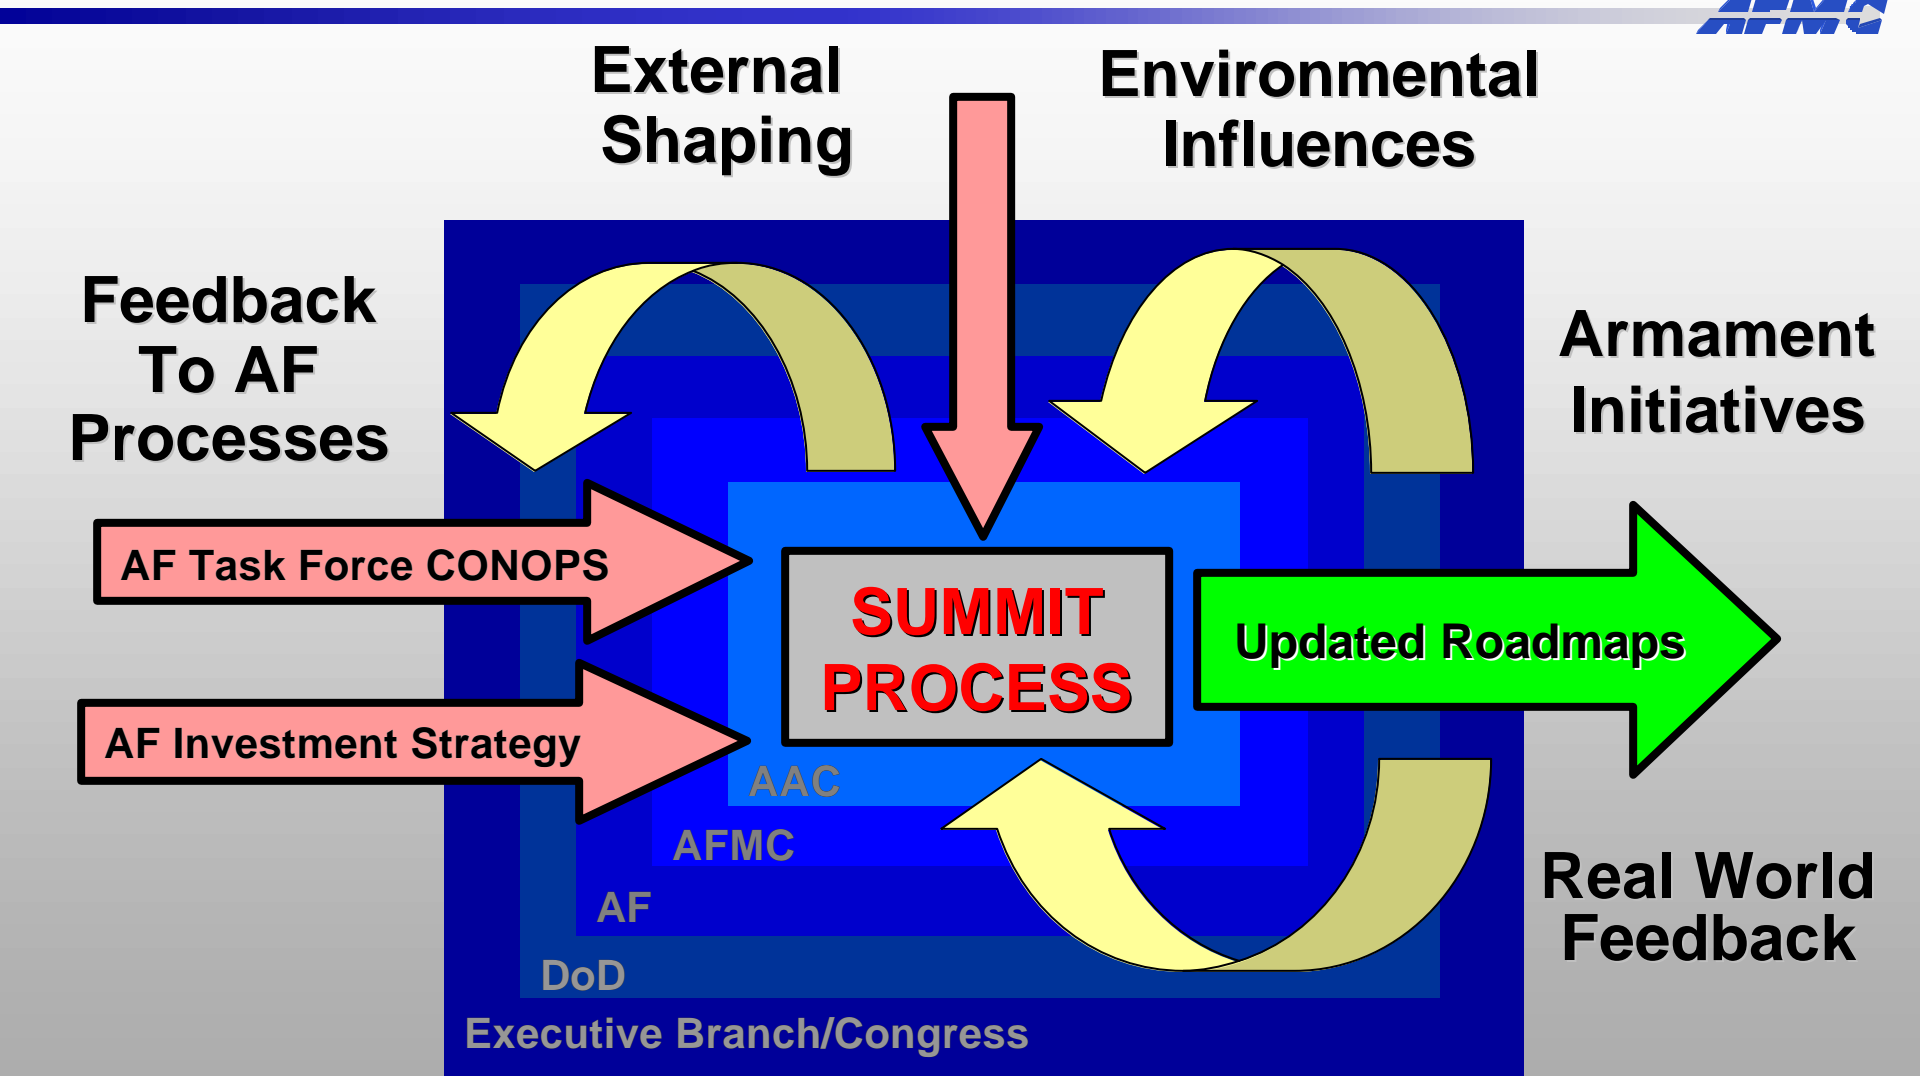 AFMC
External
Shaping
Environmental
Influences
Feedback
To AF
Processes
Armament
Initiatives
AF Task Force CONOPS
SUMMIT
PROCESS
Updated Roadmaps
AF Investment Strategy
AAC
AFMC
AF
DoD
Executive Branch/Congress
Real World
Feedback